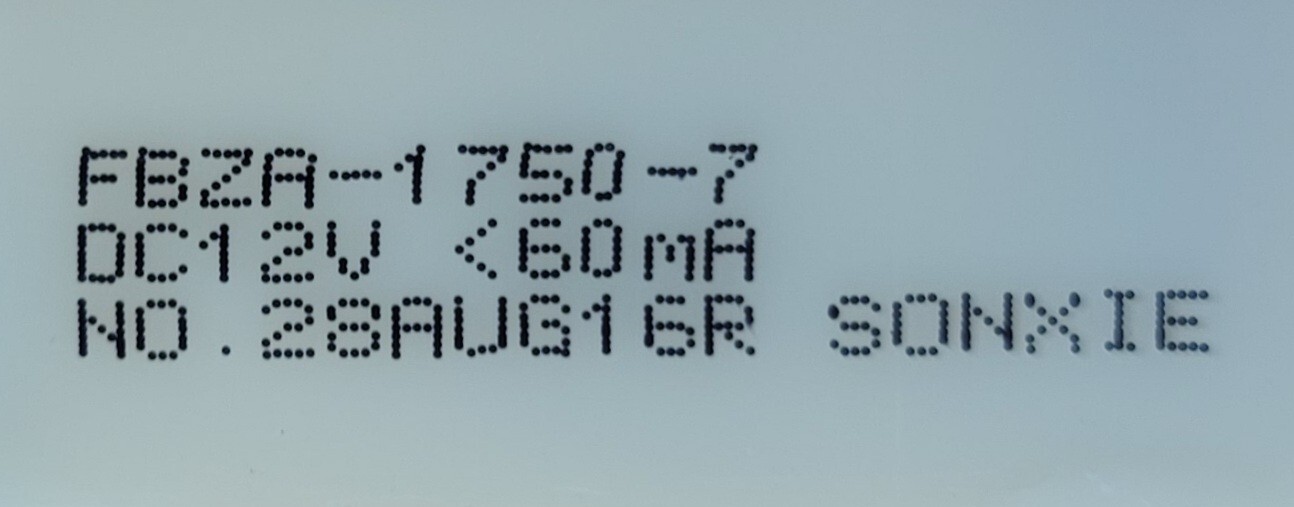 FBZA-1750-7
DC12V <60mA
NO.28AUG16R SONXIE